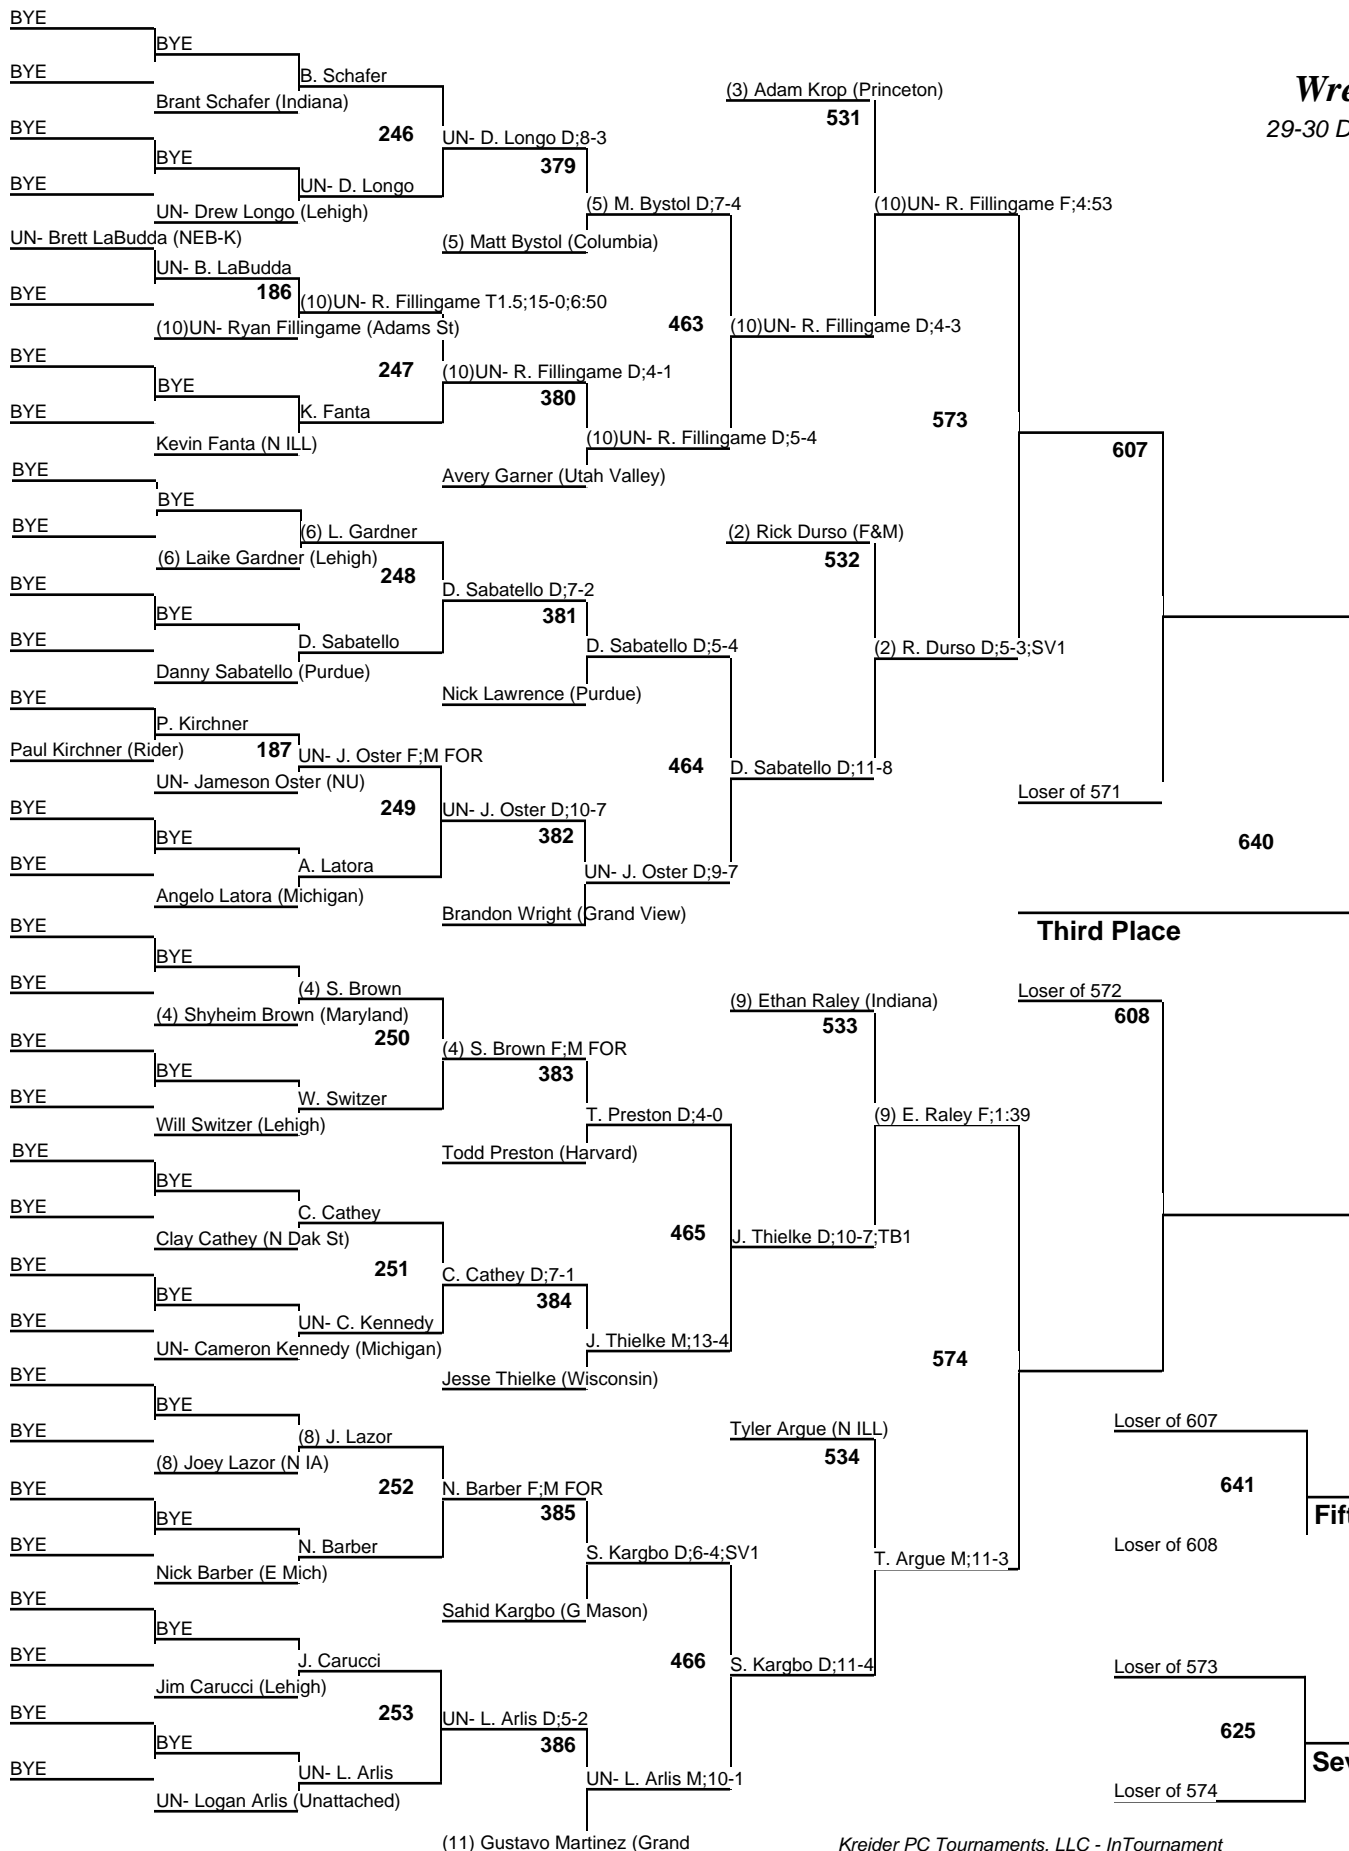 BYE
BYE
BYE
B. Schafer
Brant Schafer (Indiana)
246
BYE
BYE
BYE
UN- D. Longo
UN- Drew Longo (Lehigh)
UN- D. Longo D;8-3
379
(5) M. Bystol D;7-4
(5) Matt Bystol (Columbia)
UN- Brett LaBudda (NEB-K)
UN- B. LaBudda
BYE
186
(10)UN- R. Fillingame T1.5;15-0;6:50
(10)UN- Ryan Fillingame (Adams St)
247
BYE
BYE
BYE
K. Fanta
Kevin Fanta (N ILL)
(10)UN- R. Fillingame D;4-1
380
(10)UN- R. Fillingame D;5-4
Avery Garner (Utah Valley)
463
(10)UN- R. Fillingame D;4-3
(3) Adam Krop (Princeton)
531
(10)UN- R. Fillingame F;4:53
Wre
29-30 D
BYE
BYE
BYE
(6) L. Gardner
(6) Laike Gardner (Lehigh)
248
BYE
BYE
BYE
D. Sabatello
Danny Sabatello (Purdue)
D. Sabatello D;7-2
381
D. Sabatello D;5-4
Nick Lawrence (Purdue)
BYE
P. Kirchner
Paul Kirchner (Rider)
187
UN- J. Oster F;M FOR
UN- Jameson Oster (NU)
249
BYE
BYE
BYE
A. Latora
Angelo Latora (Michigan)
UN- J. Oster D;10-7
382
UN- J. Oster D;9-7
Brandon Wright (Grand View)
464
D. Sabatello D;11-8
(2) Rick Durso (F&M)
532
(2) R. Durso D;5-3;SV1
573
607
Loser of 571
640
Third Place
BYE
BYE
BYE
(4) S. Brown
(4) Shyheim Brown (Maryland)
250
BYE
BYE
BYE
W. Switzer
Will Switzer (Lehigh)
(4) S. Brown F;M FOR
383
T. Preston D;4-0
Todd Preston (Harvard)
BYE
BYE
BYE
C. Cathey
Clay Cathey (N Dak St)
251
BYE
BYE
BYE
UN- C. Kennedy
UN- Cameron Kennedy (Michigan)
C. Cathey D;7-1
384
J. Thielke M;13-4
Jesse Thielke (Wisconsin)
465
J. Thielke D;10-7;TB1
(9) Ethan Raley (Indiana)
533
(9) E. Raley F;1:39
Loser of 572
608
BYE
BYE
BYE
(8) J. Lazor
(8) Joey Lazor (N IA)
252
BYE
BYE
BYE
N. Barber
Nick Barber (E Mich)
N. Barber F;M FOR
385
S. Kargbo D;6-4;SV1
Sahid Kargbo (G Mason)
BYE
BYE
BYE
J. Carucci
Jim Carucci (Lehigh)
253
BYE
BYE
BYE
UN- L. Arlis
UN- Logan Arlis (Unattached)
UN- L. Arlis D;5-2
386
UN- L. Arlis M;10-1
(11) Gustavo Martinez (Grand
466
S. Kargbo D;11-4
Tyler Argue (N ILL)
534
T. Argue M;11-3
574
Loser of 607
641
Fift
Loser of 608
Loser of 573
625
Sev
Loser of 574
Kreider PC Tournaments, LLC - InTournament